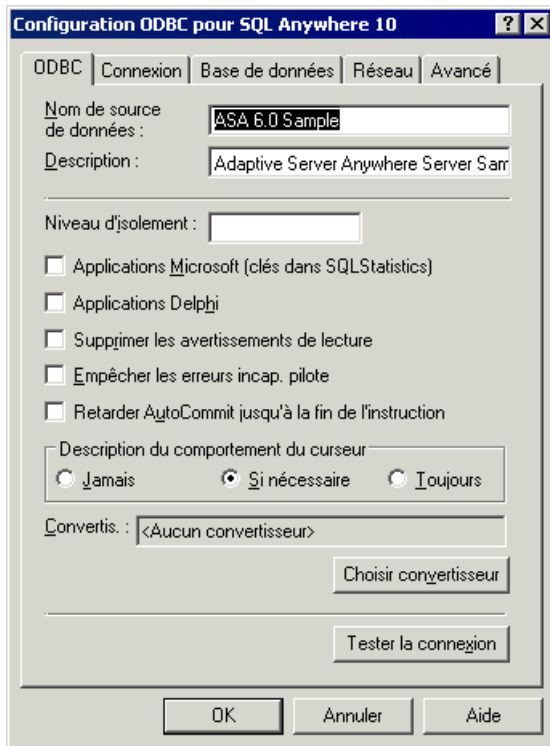 Configuration ODBC pour SQL Anywhere 10
ODBC Connexion Base de données Réseau Avancé
Nom de source
de données :
ASA 6.0 Sample
Description :
Adaptive Server Anywhere Server Sam
Niveau d'isolement :
Applications Microsoft (clés dans SQLStatistics)
Applications Delphi
Supprimer les avertissements de lecture
Empêcher les erreurs incap. pilote
Retarder AutoCommit jusqu'à la fin de l'instruction
Description du comportement du curseur
Jamais Si nécessaire Toujours
Convertis. : <Aucun convertisseur>
Choisir convertisseur
Tester la connexion
OK Annuler Aide